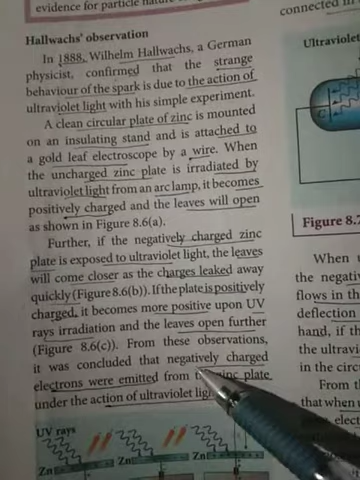 evidence for particle nature
connected in
Hallwachs' observation
In 1888, Wilhelm Hallwachs, a German
physicist, confirmed that the strange
behaviour of the spark is due to the action of
ultraviolet light with his simple experiment.
A clean circular plate of zinc is mounted
on an insulating stand and is attached to
a gold leaf electroscope by a wire. When
the uncharged zinc plate is irradiated by
ultraviolet light from an arc lamp, it becomes
positively charged and the leaves will open
as shown in Figure 8.6(a).
Further, if the negatively charged zinc
plate is exposed to ultraviolet light, the leaves
will come closer as the charges leaked away
quickly (Figure 8.6(b)). If the plate is positively
charged, it becomes more positive upon UV
rays irradiation and the leaves open further
(Figure 8.6(c)). From these observations,
it was concluded that negatively charged
electrons were emitted from zinc plate
under the action of ultraviolet
UV rays
Zn
Zn
Zn
Ultraviolet
C
Figure 8.
When
the negati
flows in th
deflection
hand, if th
the ultravi
in the circ
From t
that when u